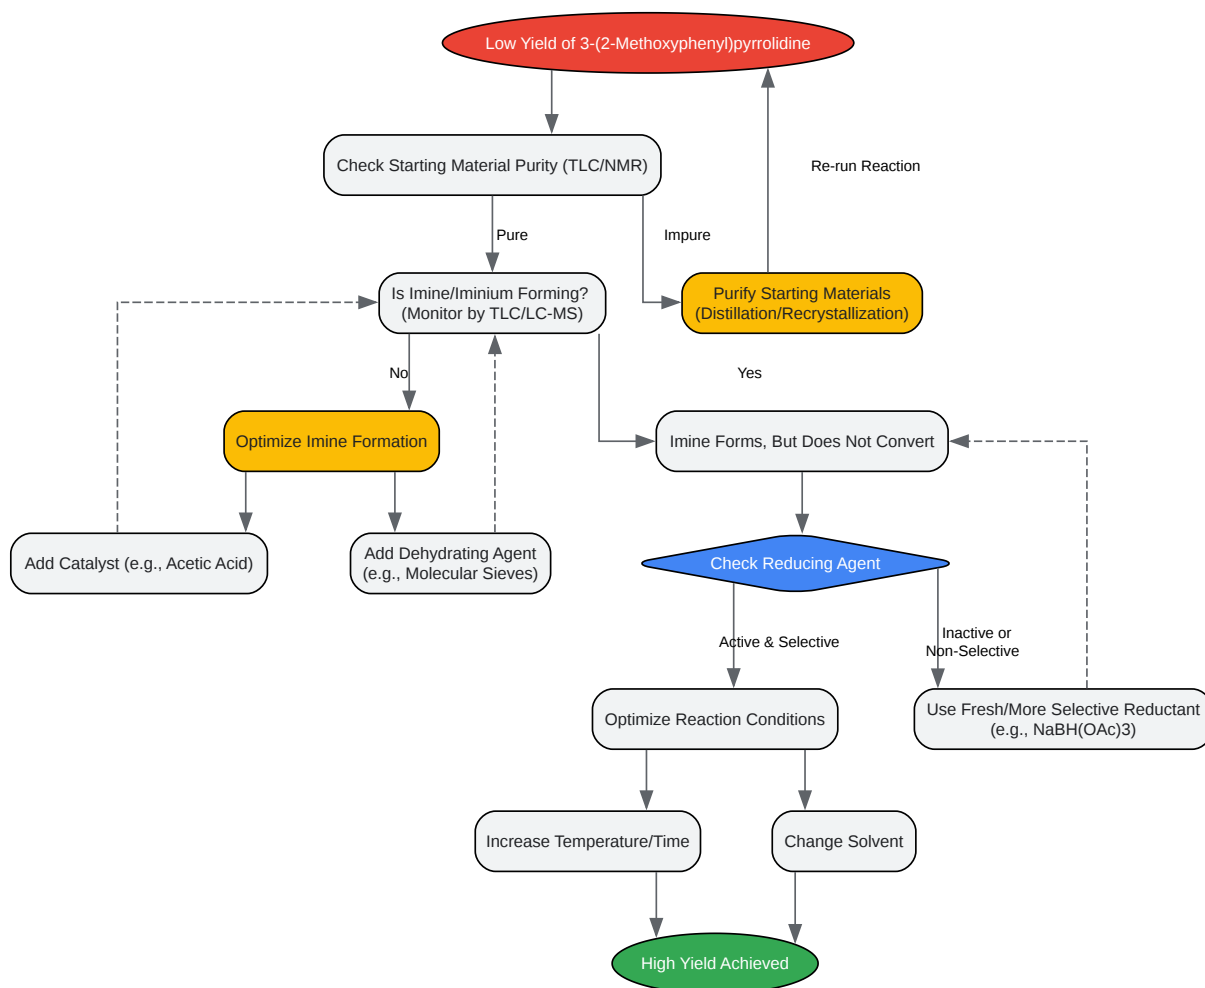 Low Yield of 3-(2-Methoxyphenyl)pyrrolidine
Check Starting Material Purity (TLC/NMR)
Re-run Reaction
Pure
Impure
Is Imine/Iminium Forming?
(Monitor by TLC/LC-MS)
Purify Starting Materials
(Distillation/Recrystallization)
No
Yes
Optimize Imine Formation
Imine Forms, But Does Not Convert
Add Catalyst (e.g., Acetic Acid)
Add Dehydrating Agent
(e.g., Molecular Sieves)
Check Reducing Agent
Active & Selective
Inactive or
Non-Selective
Optimize Reaction Conditions
Use Fresh/More Selective Reductant
(e.g., NaBH(OAc)3)
Increase Temperature/Time
Change Solvent
High Yield Achieved